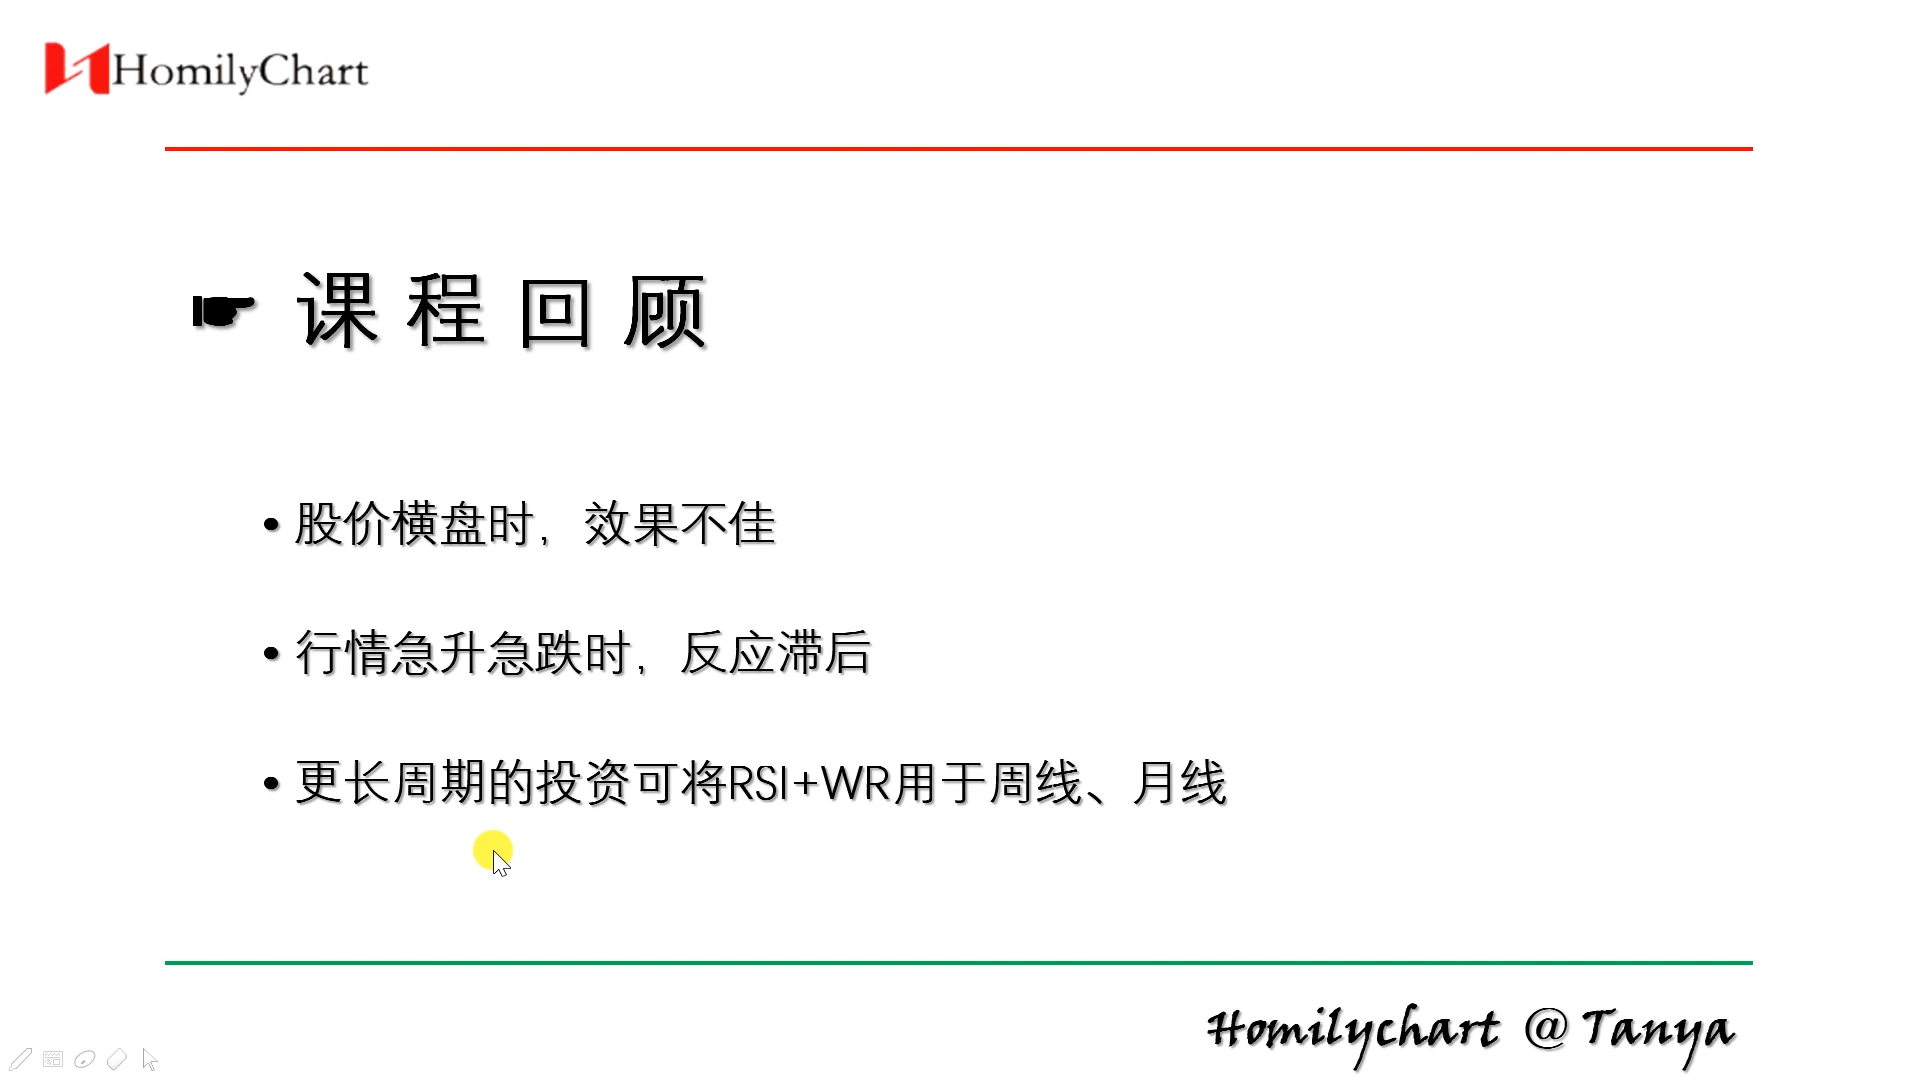 HomilyChart
☛ 课程回顾
• 股价横盘时，效果不佳
• 行情急升急跌时，反应滞后
• 更长周期的投资可将RSI+WR用于周线、月线
Homilychart @ Tanya